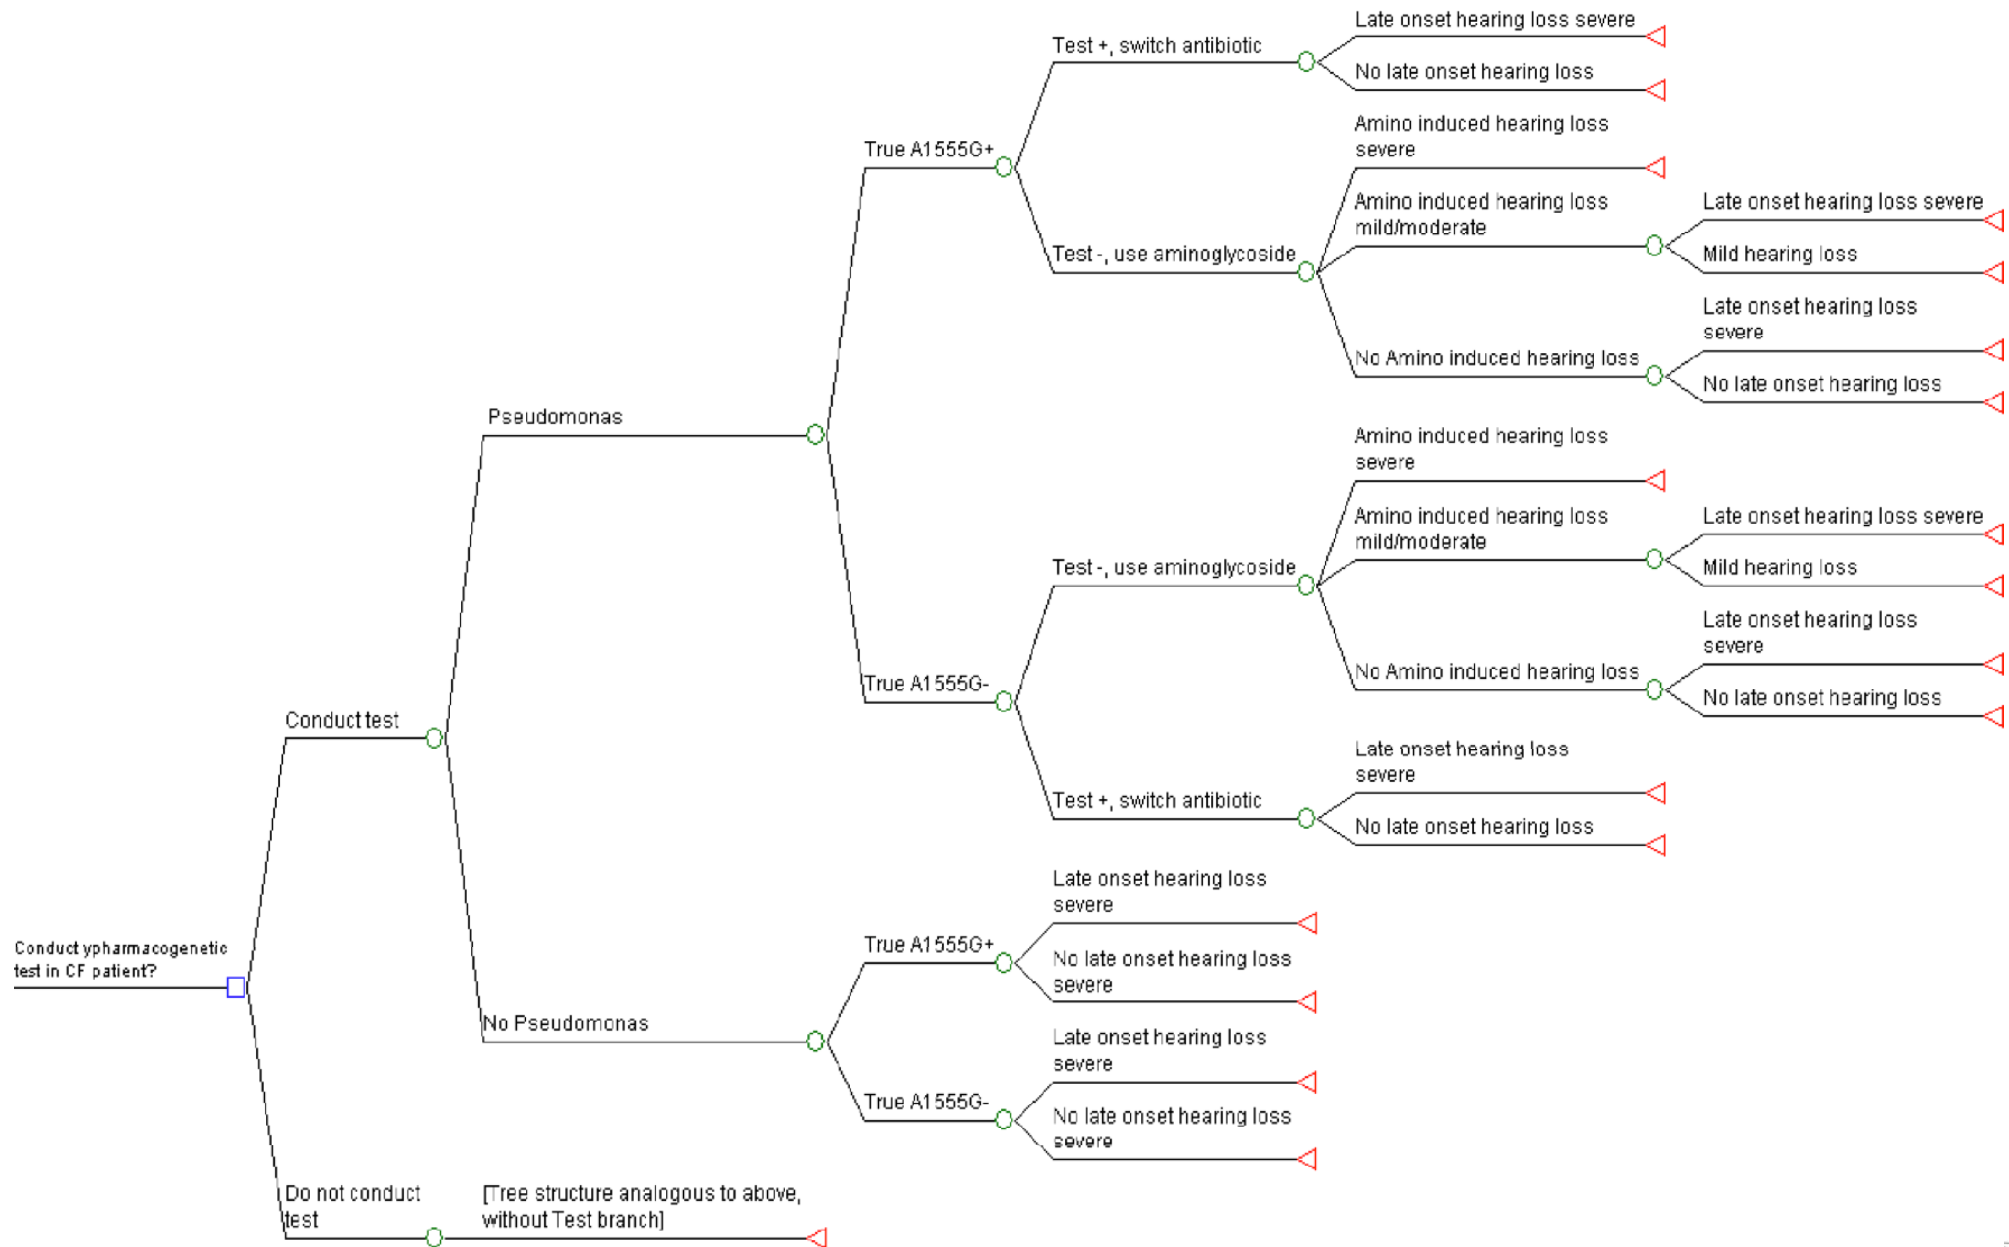 Late onset hearing loss severe
Test +, switch antibiotic
No late onset hearing loss
Amino induced hearing loss
severe
True A1555G+
Amino induced hearing loss
mild/moderate
Late onset hearing loss severe
Test -, use aminoglycoside
Mild hearing loss
Late onset hearing loss
severe
No Amino induced hearing loss
No late onset hearing loss
Pseudomonas
Amino induced hearing loss
severe
Amino induced hearing loss
mild/moderate
Late onset hearing loss severe
Test -, use aminoglycoside
Mild hearing loss
Late onset hearing loss
severe
No Amino induced hearing loss
True A1555G-
No late onset hearing loss
Conduct test
Late onset hearing loss
severe
Test +, switch antibiotic
No late onset hearing loss
Late onset hearing loss
severe
Conduct ypharmacogenetic
test in CF patient?
True A1555G+
No late onset hearing loss
severe
No Pseudomonas
Late onset hearing loss
severe
True A1555G-
No late onset hearing loss
severe
Do not conduct
test
[Tree structure analogous to above,
without Test branch]